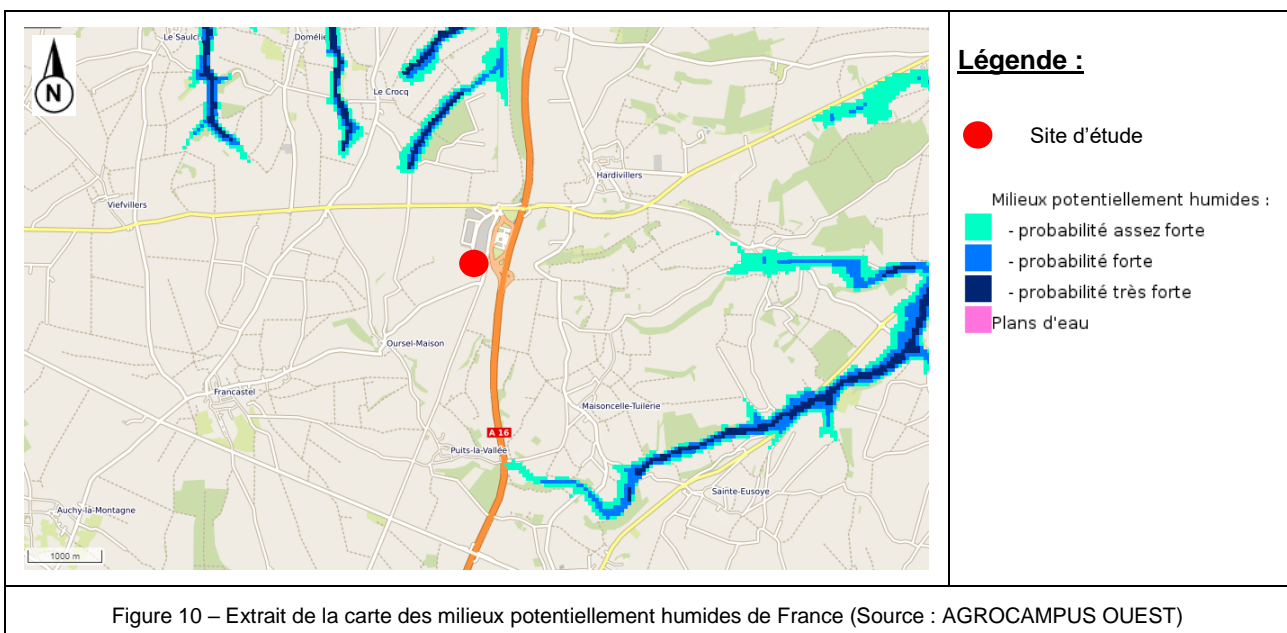 Le Saulch
Domélie
N
Le Crocq
Hardivillers
Viefvillers
Oursel-Maison
Francastel
Maisoncelle-Tuilerie
A 16
Puits-la-Vallée
Sainte-Eusoye
Auchy-la-Montagne
1000 m
Légende :
Site d'étude
Milieux potentiellement humides :
- probabilité assez forte
- probabilité forte
- probabilité très forte
Plans d'eau
Figure 10 – Extrait de la carte des milieux potentiellement humides de France (Source : AGROCAMPUS OUEST)